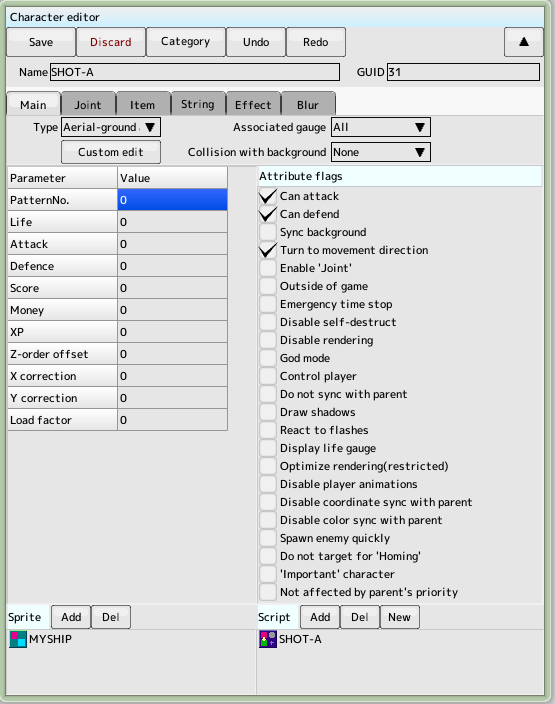 Character editor
Save Discard Category Undo Redo ▲
Name SHOT-A GUID 31
Main Joint Item String Effect Blur
Type Aerial-ground ▼ Associated gauge All ▼
Custom edit Collision with background None ▼
Parameter Value
PatternNo. 0
Life 0
Attack 0
Defence 0
Score 0
Money 0
XP 0
Z-order offset 0
X correction 0
Y correction 0
Load factor 0
Attribute flags
Can attack
Can defend
Sync background
Turn to movement direction
Enable 'Joint'
Outside of game
Emergency time stop
Disable self-destruct
Disable rendering
God mode
Control player
Do not sync with parent
Draw shadows
React to flashes
Display life gauge
Optimize rendering(restricted)
Disable player animations
Disable coordinate sync with parent
Disable color sync with parent
Spawn enemy quickly
Do not target for 'Homing'
'Important' character
Not affected by parent's priority
Sprite Add Del
MYSHIP
Script Add Del New
SHOT-A